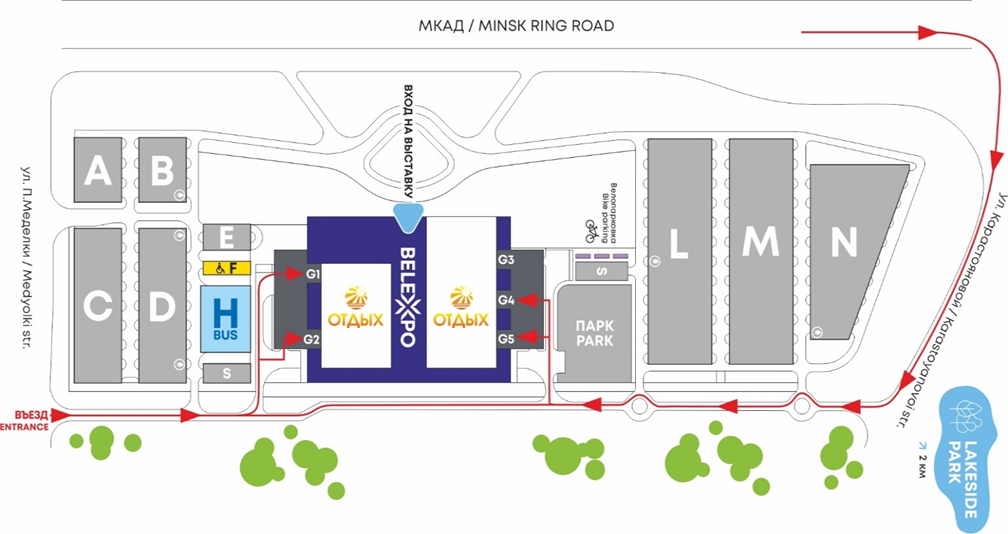 МКАД / MINSK RING ROAD
ул. П.Меделки / Medyolki str.
ВХОД НА ВЫСТАВКУ
ул. Карастояновой / Karastoyanovoi str.
A
B
C
D
E
F
H
BUS
S
G1
G2
ОТДЫХ
BELEXPO
ОТДЫХ
G3
G4
G5
Велопарковка
Bike parking
S
ПАРК
PARK
L
M
N
ВЪЕЗД
ENTRANCE
LAKESIDE
PARK
2 КМ